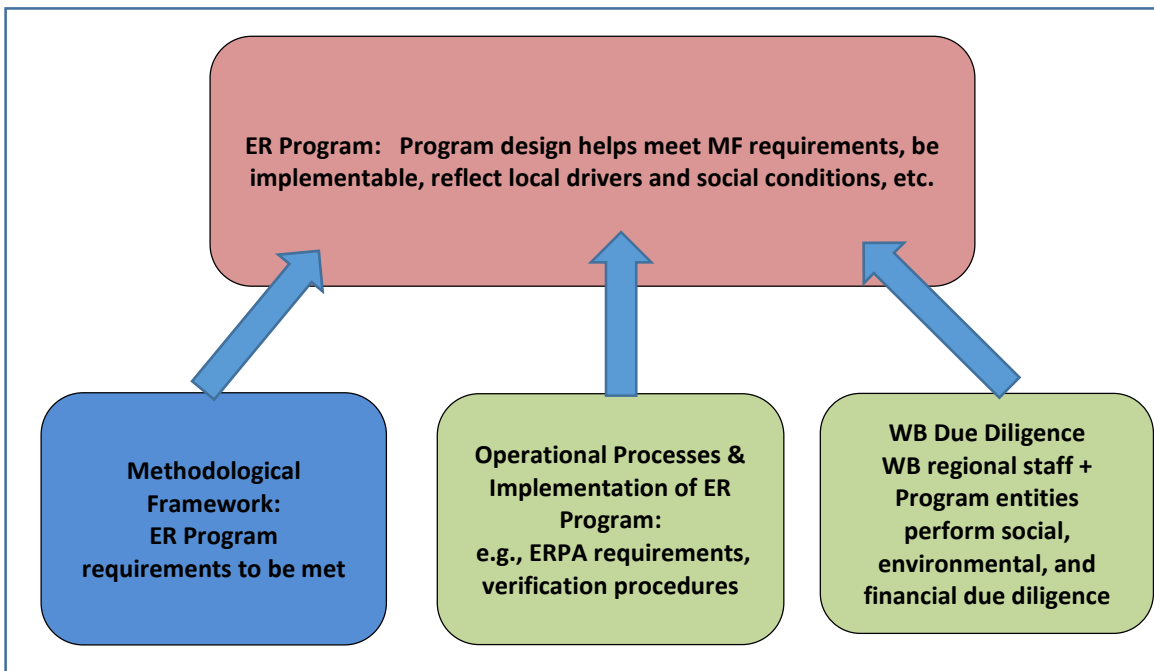 ER Program:   Program design helps meet MF requirements, be
implementable, reflect local drivers and social conditions, etc.
Methodological
Framework:
ER Program
requirements to be met
Operational Processes &
Implementation of ER
Program:
e.g., ERPA requirements,
verification procedures
WB Due Diligence
WB regional staff +
Program entities
perform social,
environmental, and
financial due diligence